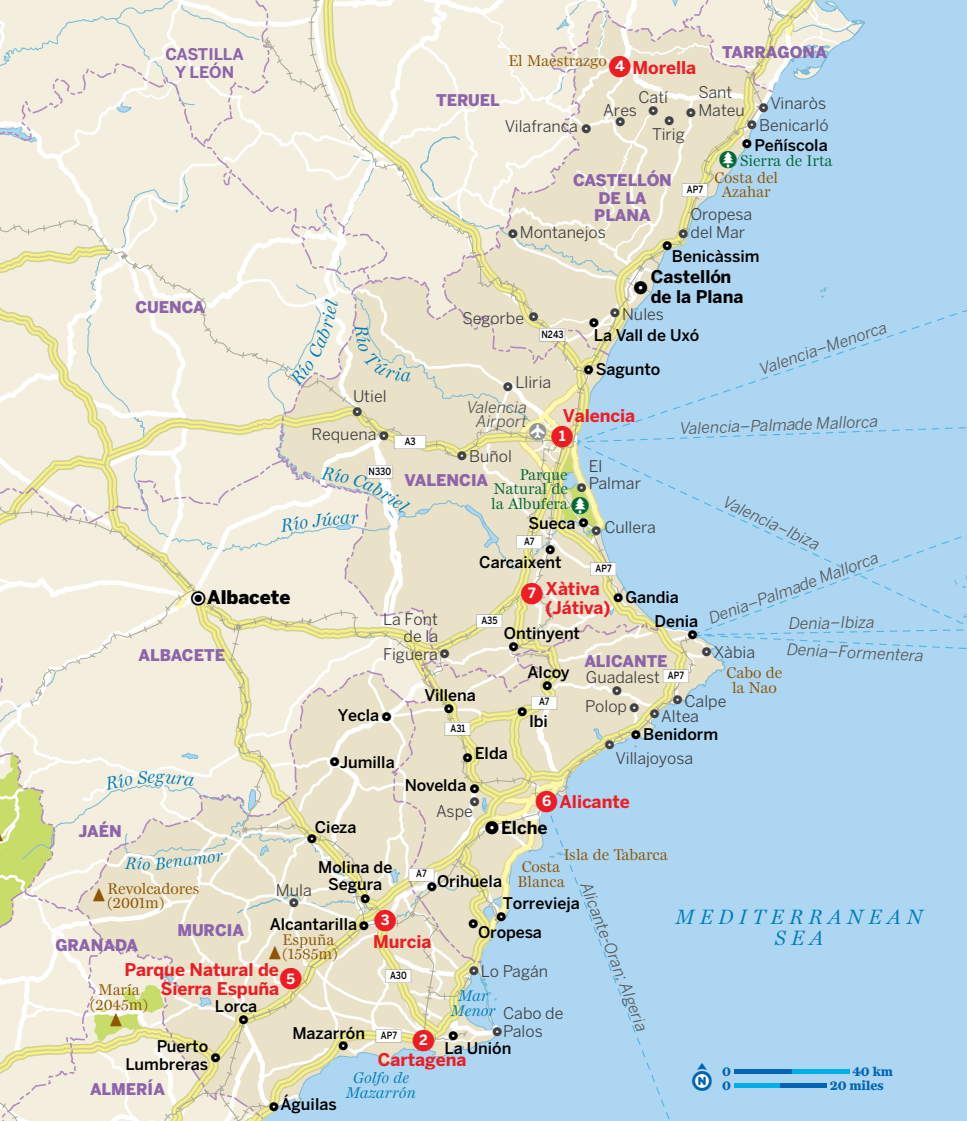 CASTILLA
Y LEÓN
El Maestrazgo
4
Morella
TARRAGONA
TERUEL
Catí
Sant
Mateu
Ares
Tirig
Vilafranca
Vinaròs
Benicarló
Peñíscola
Sierra de Irta
Costa del
Azahar
CASTELLÓN
DE LA
PLANA
AP7
Oropesa
del Mar
Montanejos
Benicàssim
Castellón
de la Plana
CUENCA
Río Cabriel
Río Túria
Segorbe
Nules
N243
La Vall de Uxó
Sagunto
Valencia–Menorca
Lliria
Utiel
Valencia
Airport
Valencia
1
Valencia–Palmade Mallorca
Requena
A3
Buñol
N330
VALENCIA
Río Cabriel
Parque
Natural de
la Albufera
El
Palmar
Río Júcar
Sueca
Cullera
Valencia–Ibiza
A7
Carcaixent
AP7
Denia–Palmade Mallorca
7
Xàtiva
(Játiva)
Gandia
Albacete
A35
La Font
de la
Figuera
Ontinyent
Denia
Denia–Ibiza
Denia–Formentera
ALBACETE
ALICANTE
Xàbia
Guadalest
AP7
Cabo de
la Nao
Alcoy
Villena
A7
Polop
Calpe
Yecla
Ibi
Altea
A31
Benidorm
Elda
Villajoyosa
Jumilla
Río Segura
Novelda
Aspe
6
Alicante
JAÉN
Cieza
Elche
Río Benamor
Isla de Tabarca
Costa
Blanca
Molina de
Segura
A7
Orihuela
Revolcadores
(2001m)
Mula
Torrevieja
Alicante-Oran; Algeria
MEDITERRANEAN
SEA
MURCIA
Alcantarilla
3
Murcia
Oropesa
GRANADA
Espuña
(1585m)
Parque Natural de
Sierra Espuña
5
A30
Lo Pagán
María
(2045m)
Lorca
Mar
Menor
Cabo de
Palos
Mazarrón
AP7
2
Cartagena
La Unión
Puerto
Lumbreras
Golfo de
Mazarrón
ALMERÍA
Águilas
N
0
40 km
0
20 miles